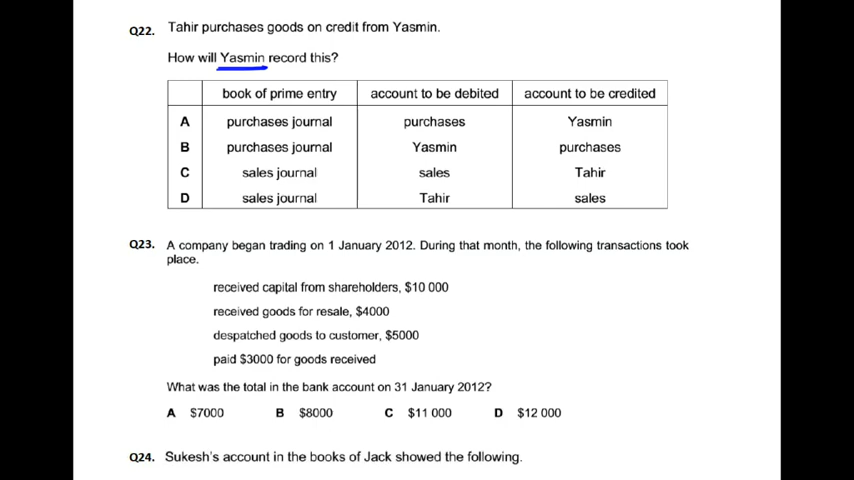 Q22. Tahir purchases goods on credit from Yasmin.
How will Yasmin record this?
book of prime entry account to be debited account to be credited
A purchases journal purchases Yasmin
B purchases journal Yasmin purchases
C sales journal sales Tahir
D sales journal Tahir sales
Q23. A company began trading on 1 January 2012. During that month, the following transactions took
place.
received capital from shareholders, $10 000
received goods for resale, $4000
despatched goods to customer, $5000
paid $3000 for goods received
What was the total in the bank account on 31 January 2012?
A $7000 B $8000 C $11 000 D $12 000
Q24. Sukesh's account in the books of Jack showed the following.